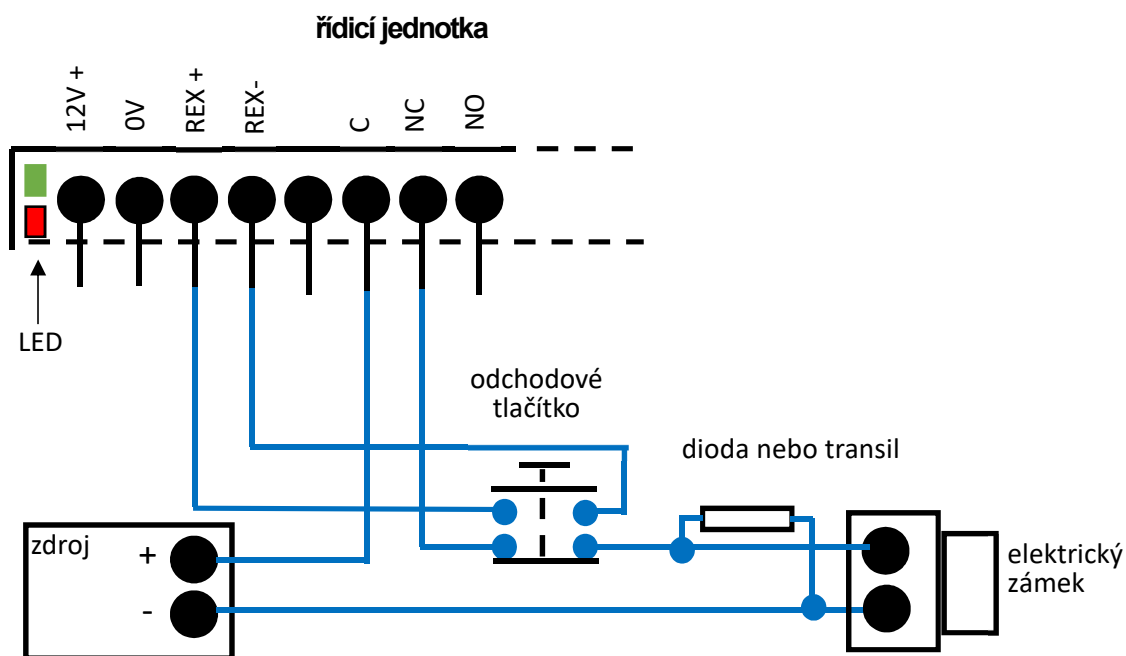 řídicí jednotka
12V +
0V
REX +
REX-
C
NC
NO
LED
odchodové
tlačítko
dioda nebo transil
zdroj
+
-
elektrický
zámek